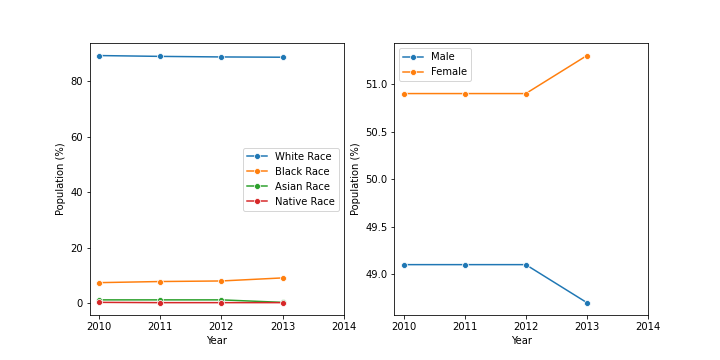 Population (%)
80
60
40
20
0
2010 2011 2012 2013 2014
Year
White Race
Black Race
Asian Race
Native Race
Population (%)
51.0
50.5
50.0
49.5
49.0
2010 2011 2012 2013 2014
Year
Male
Female